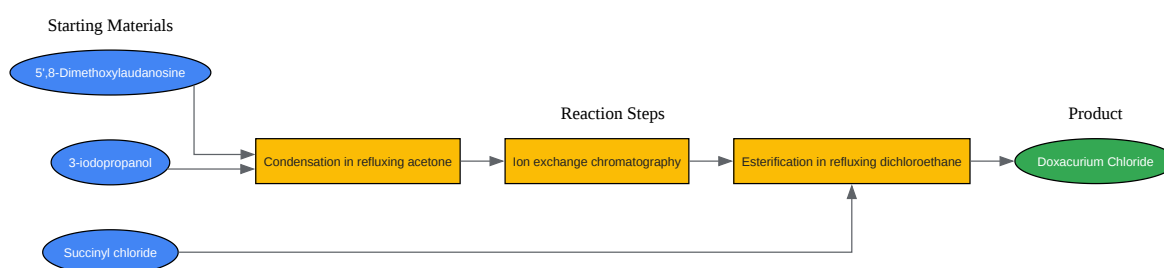 Starting Materials
5',8-Dimethoxylaudanosine
Reaction Steps
Product
3-iodopropanol
Condensation in refluxing acetone
Ion exchange chromatography
Esterification in refluxing dichloroethane
Doxacurium Chloride
Succinyl chloride